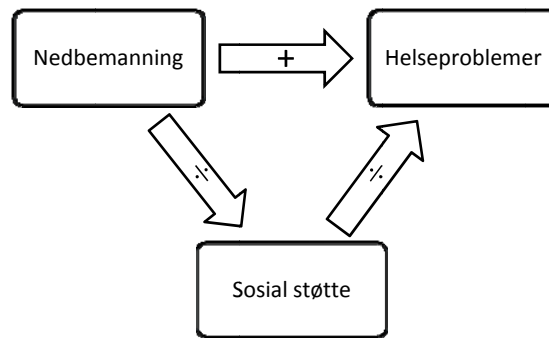 Nedbemanning
+
Helseproblemer
÷
÷
Sosial støtte